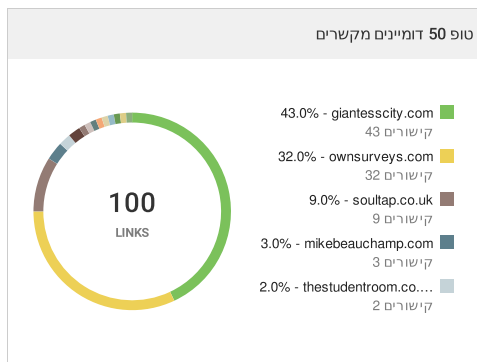 טופ 50 דומיינים מקשרים
43.0% - giantesscity.com
43 קישורים
32.0% - ownsurveys.com
32 קישורים
9.0% - soultap.co.uk
9 קישורים
3.0% - mikebeauchamp.com
3 קישורים
2.0% - thestudentroom.co....
2 קישורים
100
LINKS